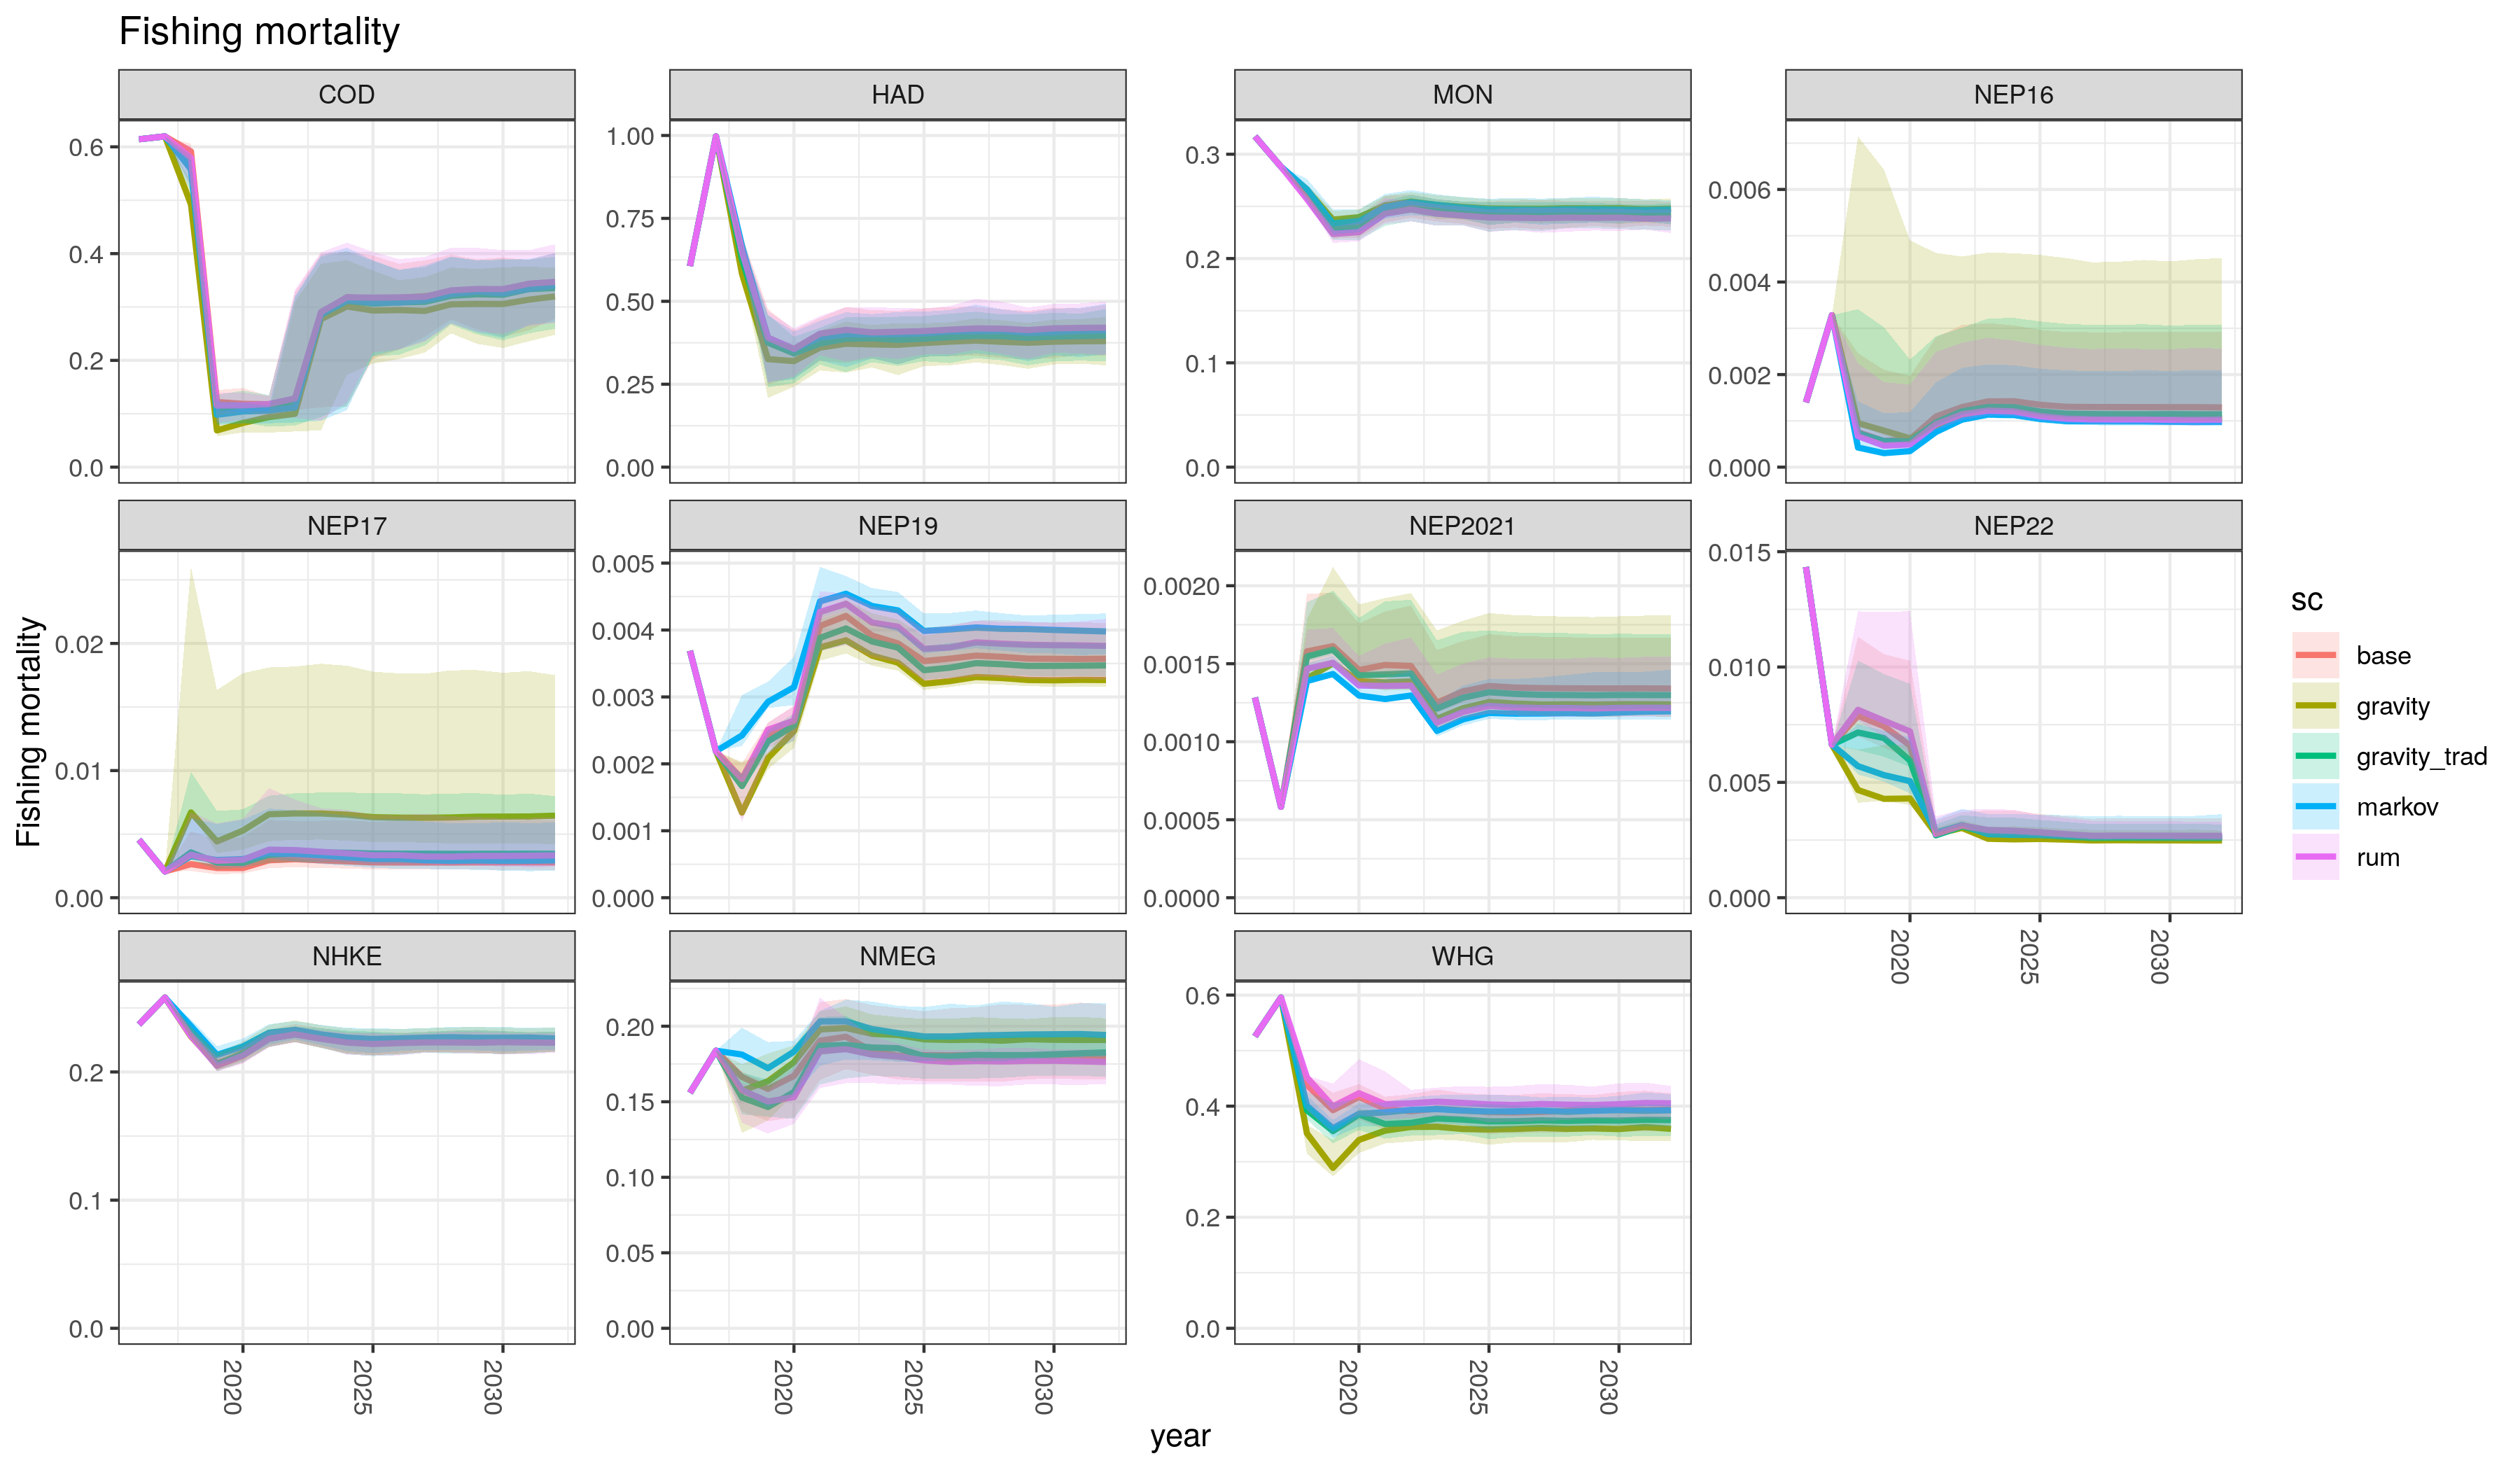 Fishing mortality
COD
HAD
MON
NEP16
0.6
0.4
0.2
0.0
1.00
0.75
0.50
0.25
0.00
0.3
0.2
0.1
0.0
0.006
0.004
0.002
0.000
NEP17
NEP19
NEP2021
NEP22
0.02
0.01
0.00
0.005
0.004
0.003
0.002
0.001
0.000
0.0020
0.0015
0.0010
0.0005
0.0000
0.015
0.010
0.005
0.000
2020
2025
2030
NHKE
NMEG
WHG
0.2
0.1
0.0
0.20
0.15
0.10
0.05
0.00
0.6
0.4
0.2
0.0
2020
2025
2030
2020
2025
2030
2020
2025
2030
year
Fishing mortality
sc
base
gravity
gravity_trad
markov
rum